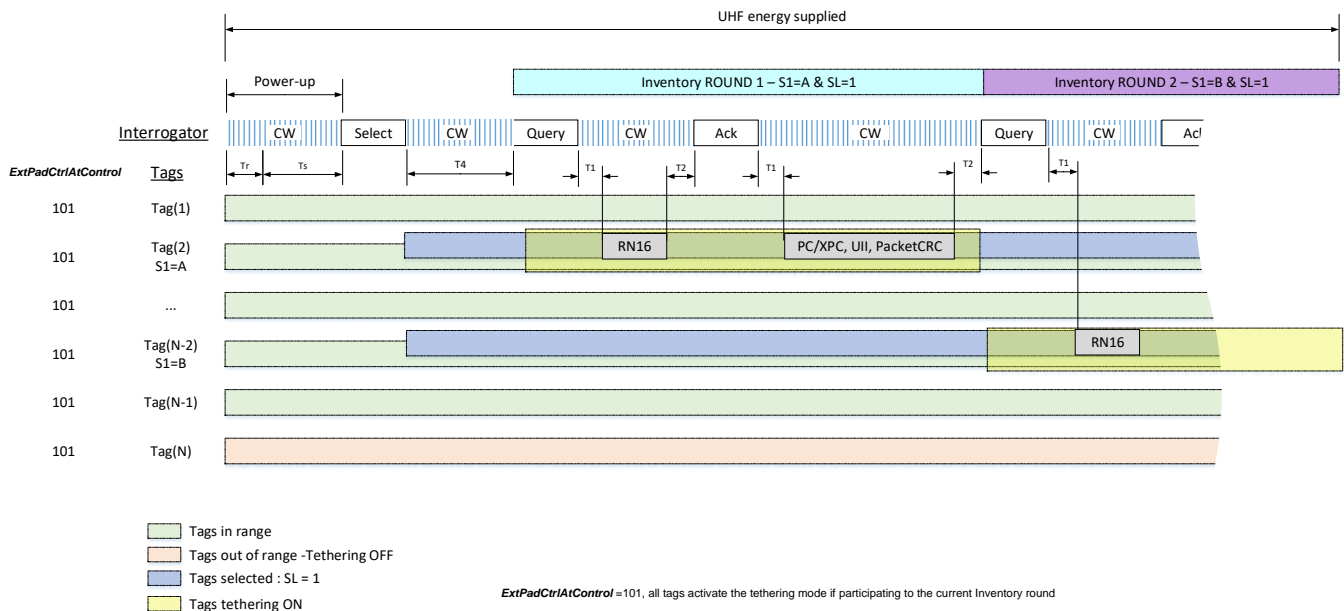 UHF energy supplied
Power-up
Inventory ROUND 1 – S1=A & SL=1
Inventory ROUND 2 – S1=B & SL=1
Interrogator
CW
Select
CW
Query
CW
Ack
CW
Query
CW
Ac
ExtPadCtrlAtControl
Tags
Tr
Ts
T4
T1
T2
T1
T2
T1
101
Tag(1)
101
Tag(2)
S1=A
RN16
PC/XPC, UII, PacketCRC
101
...
101
Tag(N-2)
S1=B
RN16
101
Tag(N-1)
101
Tag(N)
Tags in range
Tags out of range -Tethering OFF
Tags selected : SL = 1
Tags tethering ON
ExtPadCtrlAtControl =101, all tags activate the tethering mode if participating to the current Inventory round